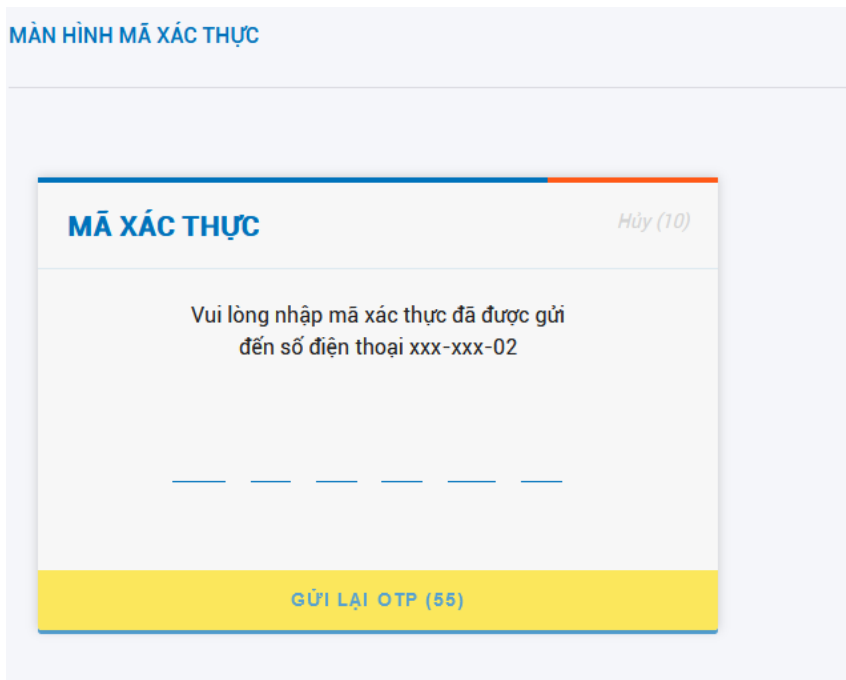 MÀN HÌNH MÃ XÁC THỰC
MÃ XÁC THỰC
Hủy (10)
Vui lòng nhập mã xác thực đã được gửi
đến số điện thoại xxx-xxx-02
GỬI LẠI OTP (55)